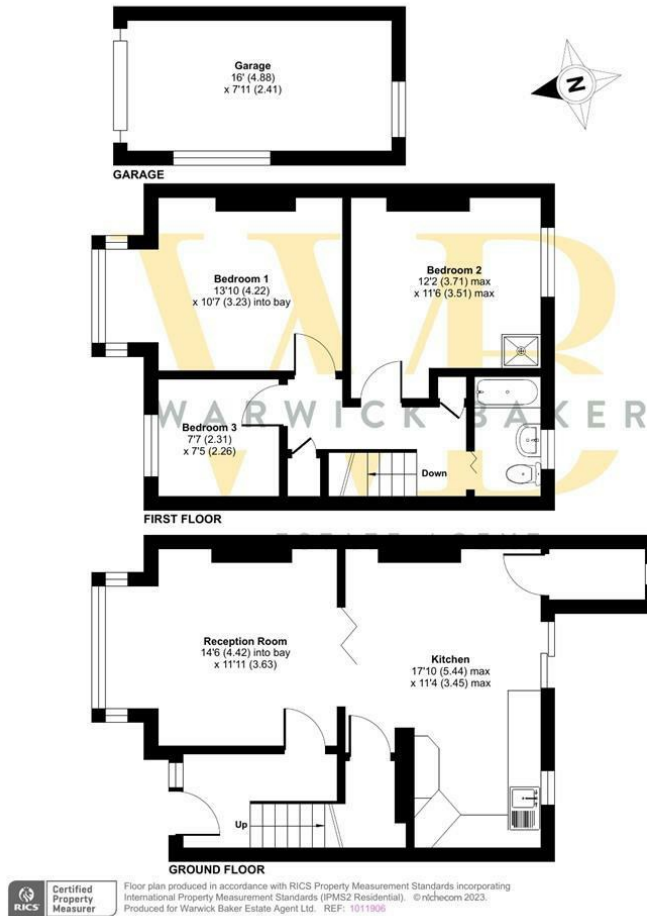 Garage
16' (4.88)
x 7'11 (2.41)
N
GARAGE
Bedroom 1
13'10 (4.22)
x 10'7 (3.23) into bay
Bedroom 2
12'2 (3.71) max
x 11'6 (3.51) max
WARWICK BAKER
Bedroom 3
7'7 (2.31)
x 7'5 (2.26)
Down
FIRST FLOOR
ESTATE AGENT
Reception Room
14'6 (4.42) into bay
x 11'11 (3.63)
Kitchen
17'10 (5.44) max
x 11'4 (3.45) max
Up
GROUND FLOOR
RICS
Certified
Property
Measurer
Floor plan produced in accordance with RICS Property Measurement Standards incorporating
International Property Measurement Standards (IPMS2 Residential). © nichecom 2023.
Produced for Warwick Baker Estate Agent Ltd. REF: 1011906